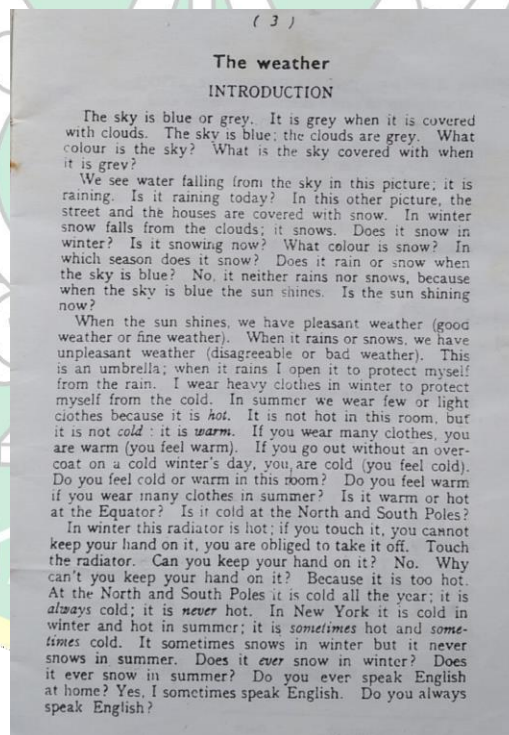 ( 3 )
The weather
INTRODUCTION
The sky is blue or grey. It is grey when it is covered
with clouds. The sky is blue; the clouds are grey. What
colour is the sky? What is the sky covered with when
it is grey?
We see water falling from the sky in this picture; it is
raining. Is it raining today? In this other picture, the
street and the houses are covered with snow. In winter
snow falls from the clouds; it snows. Does it snow in
winter? Is it snowing now? What colour is snow? In
which season does it snow? Does it rain or snow when
the sky is blue? No, it neither rains nor snows, because
when the sky is blue the sun shines. Is the sun shining
now?
When the sun shines, we have pleasant weather (good
weather or fine weather). When it rains or snows, we have
unpleasant weather (disagreeable or bad weather). This
is an umbrella; when it rains I open it to protect myself
from the rain. I wear heavy clothes in winter to protect
myself from the cold. In summer we wear few or light
clothes because it is hot. It is not hot in this room, but
it is not cold : it is warm. If you wear many clothes, you
are warm (you feel warm). If you go out without an over-
coat on a cold winter's day, you are cold (you feel cold).
Do you feel cold or warm in this room? Do you feel warm
if you wear many clothes in summer? Is it warm or hot
at the Equator? Is it cold at the North and South Poles?
In winter this radiator is hot; if you touch it, you cannot
keep your hand on it, you are obliged to take it off. Touch
the radiator. Can you keep your hand on it? No. Why
can't you keep your hand on it? Because it is too hot.
At the North and South Poles it is cold all the year; it is
always cold; it is never hot. In New York it is cold in
winter and hot in summer; it is sometimes hot and some-
times cold. It sometimes snows in winter but it never
snows in summer. Does it ever snow in winter? Does
it ever snow in summer? Do you ever speak English
at home? Yes, I sometimes speak English. Do you always
speak English?